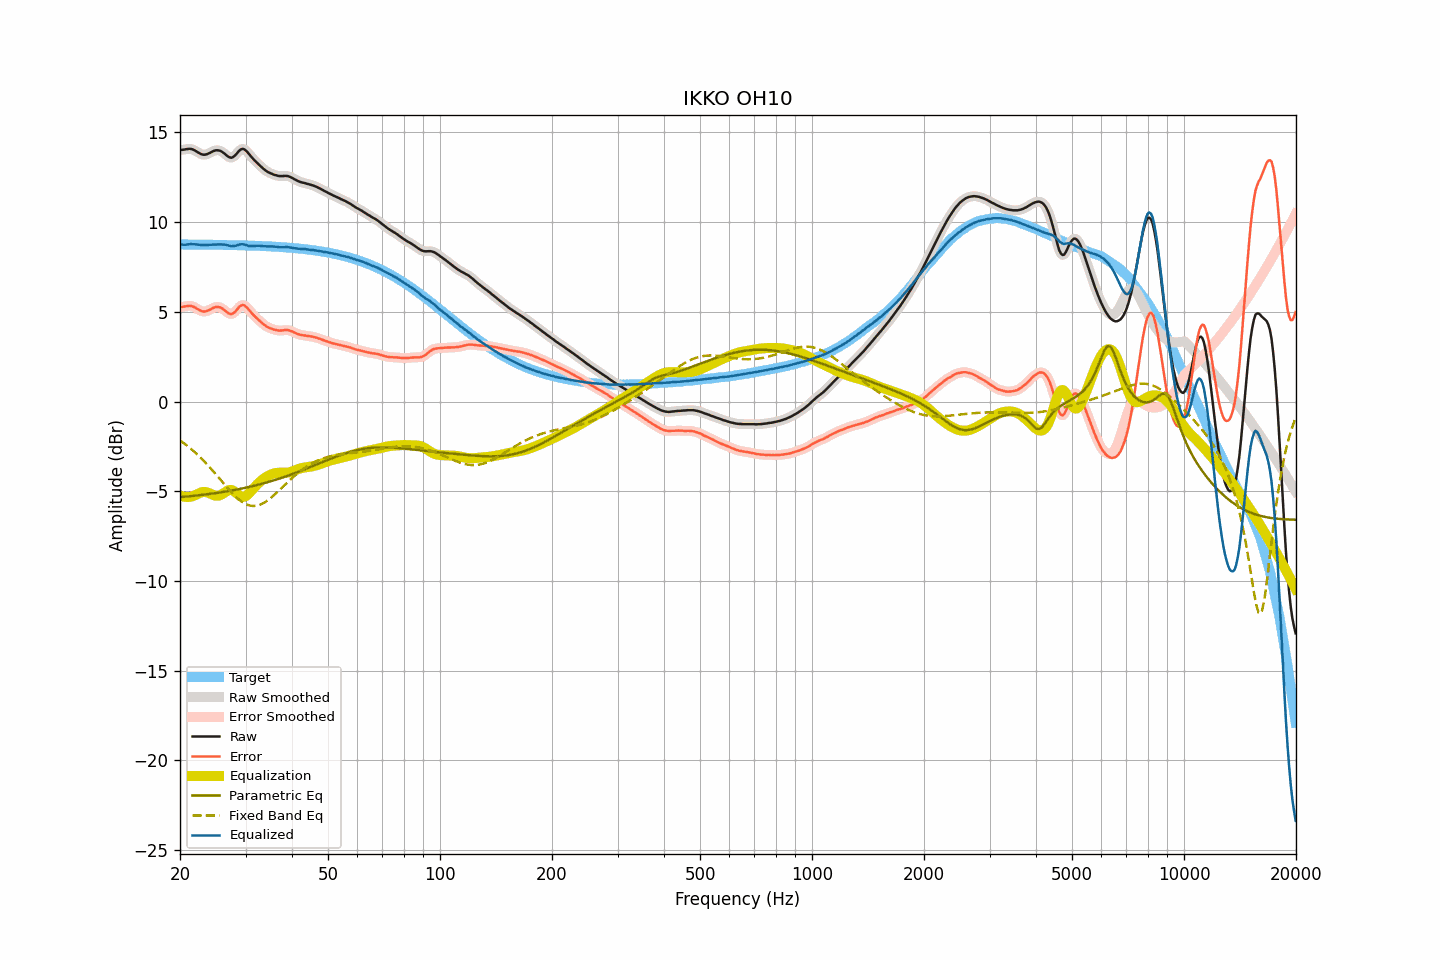 IKKO OH10
Amplitude (dBr)
15
10
5
0
−5
−10
−15
−20
−25
Target
Raw Smoothed
Error Smoothed
Raw
Error
Equalization
Parametric Eq
Fixed Band Eq
Equalized
20
50
100
200
500
1000
2000
5000
10000
20000
Frequency (Hz)